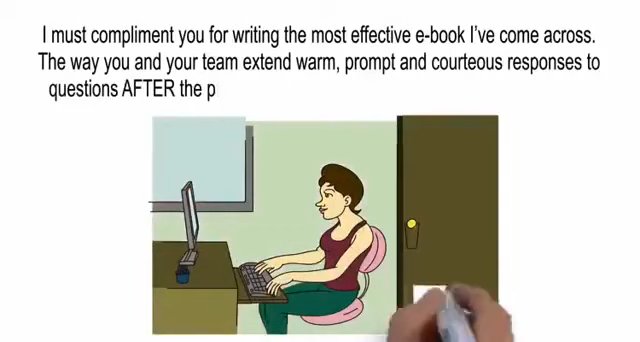 I must compliment you for writing the most effective e-book I've come across.
The way you and your team extend warm, prompt and courteous responses to
questions AFTER the p